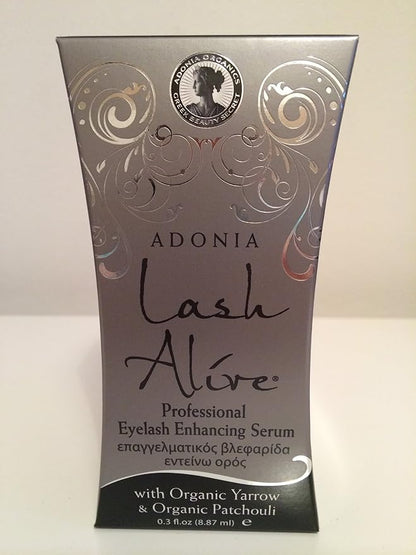 ADONIA ORGANICS
GREEK BEAUTY SECRET
ADONIA
Lash
Alive®
Professional
Eyelash Enhancing Serum
επαγγελματικός βλεφαρίδα
εντείνω ορός
with Organic Yarrow
& Organic Patchouli
0.3 fl.oz (8.87 ml) ℮